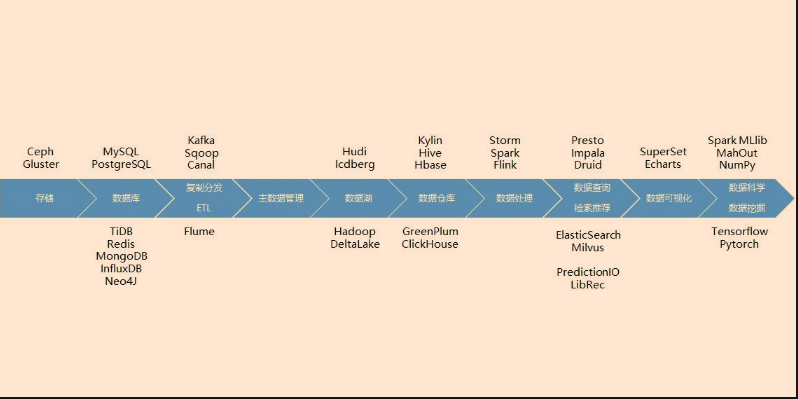 Ceph
Gluster
MySQL
PostgreSQL
Kafka
Sqoop
Canal
Hudi
Icdberg
Kylin
Hive
Hbase
Storm
Spark
Flink
Presto
Impala
Druid
SuperSet
Echarts
Spark MLlib
MahOut
NumPy
存储
数据库
复制分发
ETL
主数据管理
数据湖
数据仓库
数据处理
数据查询
检索推荐
数据可视化
数据科学
数据挖掘
TiDB
Redis
MongoDB
InfluxDB
Neo4J
Flume
Hadoop
DeltaLake
GreenPlum
ClickHouse
ElasticSearch
Milvus
PredictionIO
LibRec
Tensorflow
Pytorch